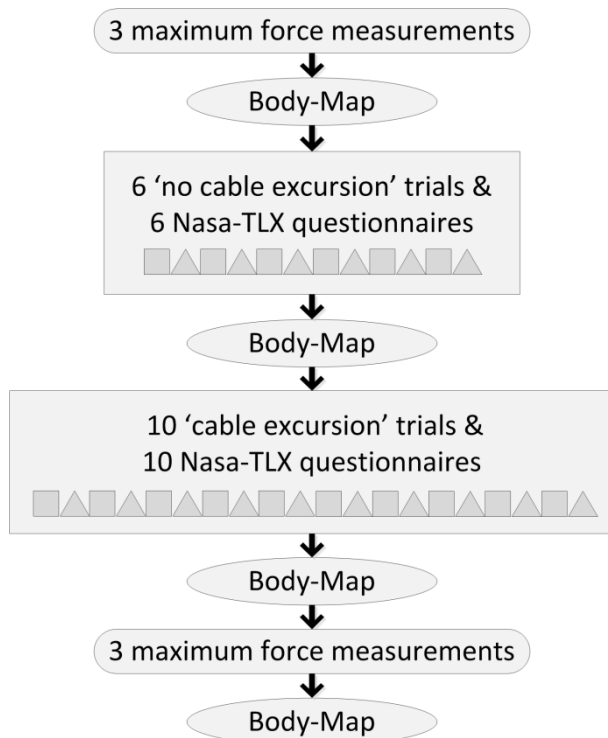 3 maximum force measurements
Body-Map
6 ‘no cable excursion’ trials &
6 Nasa-TLX questionnaires
Body-Map
10 ‘cable excursion’ trials &
10 Nasa-TLX questionnaires
Body-Map
3 maximum force measurements
Body-Map